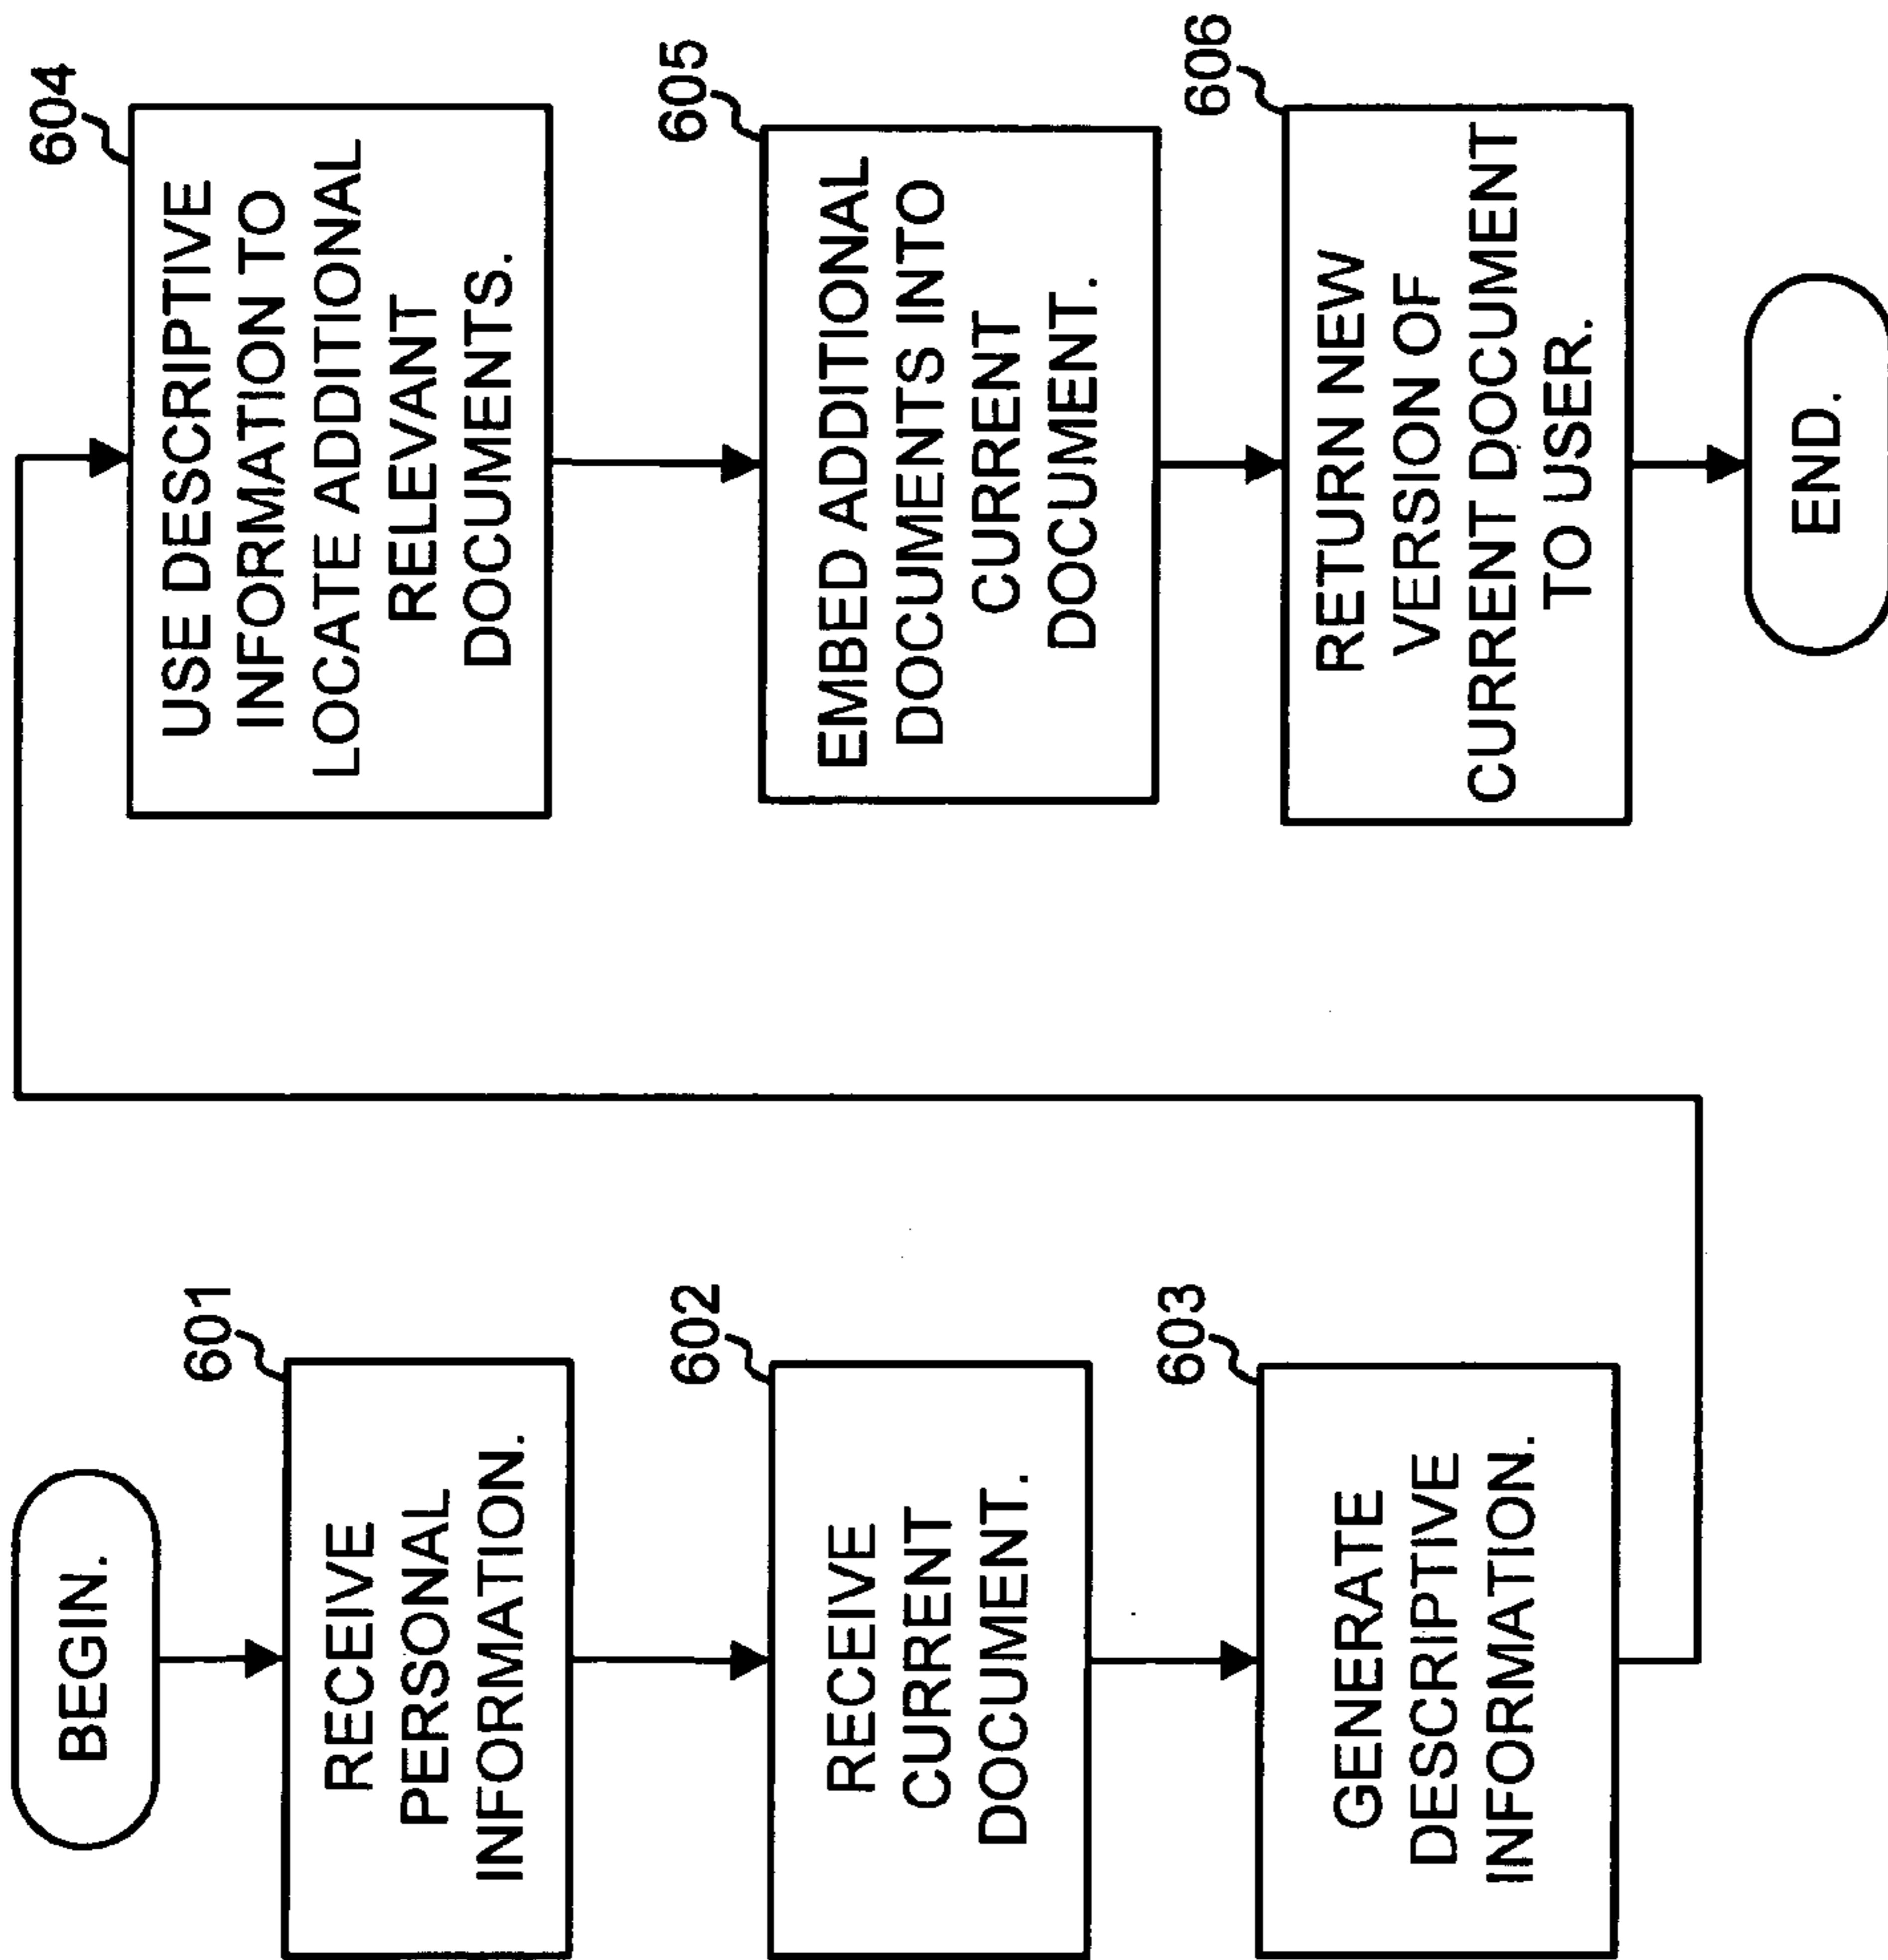 BEGIN.
601
RECEIVE
PERSONAL
INFORMATION.
602
RECEIVE
CURRENT
DOCUMENT.
603
GENERATE
DESCRIPTIVE
INFORMATION.
604
USE DESCRIPTIVE
INFORMATION TO
LOCATE ADDITIONAL
RELEVANT
DOCUMENTS.
605
EMBED ADDITIONAL
DOCUMENTS INTO
CURRENT
DOCUMENT.
606
RETURN NEW
VERSION OF
CURRENT DOCUMENT
TO USER.
END.